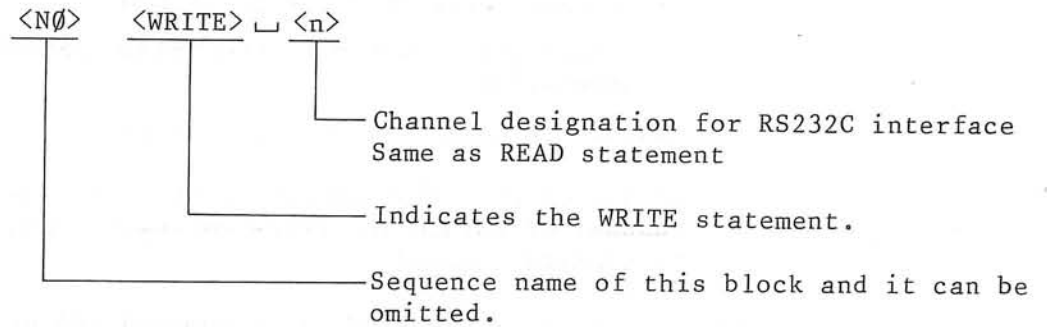 <NØ> <WRITE> ⎵ <n>
Channel designation for RS232C interface
Same as READ statement
Indicates the WRITE statement.
Sequence name of this block and it can be
omitted.